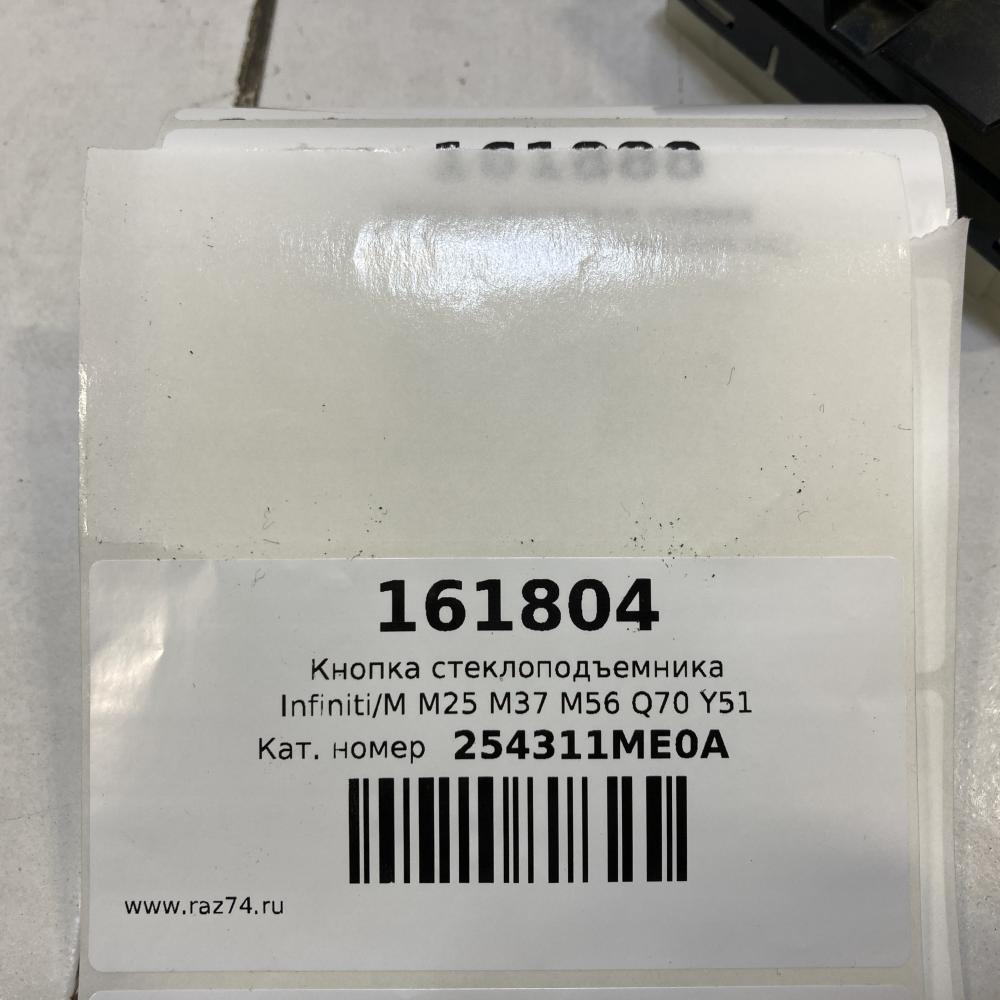 161804
Кнопка стеклоподъемника
Infiniti/M M25 M37 M56 Q70 Y51
Кат. номер 254311ME0A
www.raz74.ru